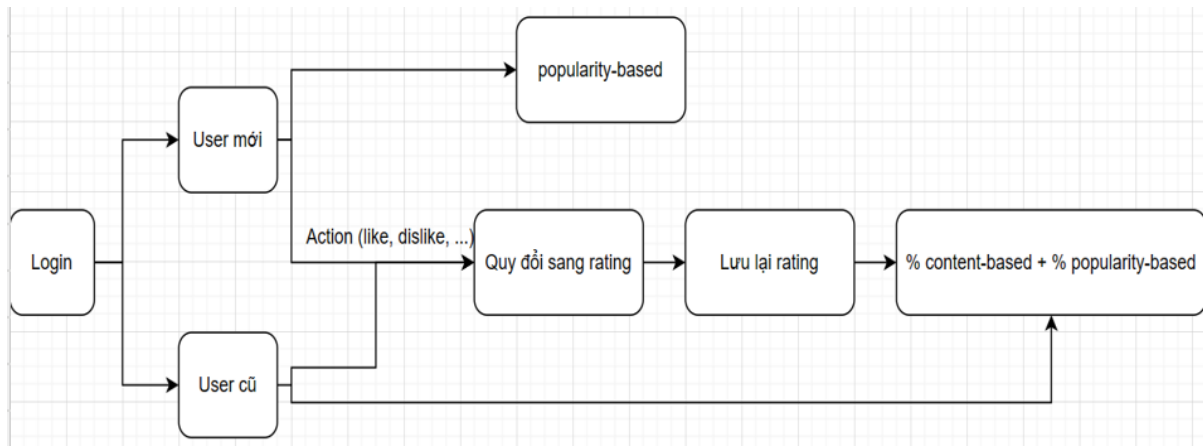 popularity-based
User mới
Action (like, dislike, ...)
Login
Quy đổi sang rating
Lưu lại rating
% content-based + % popularity-based
User cũ